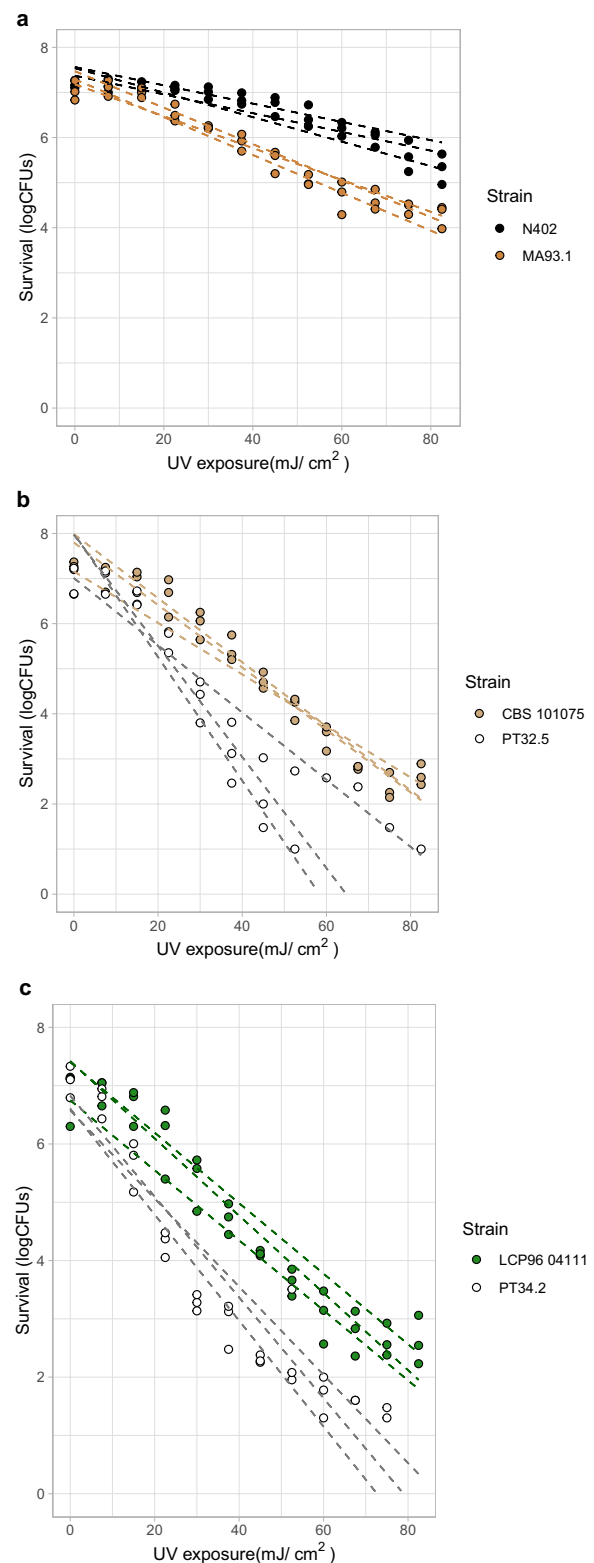 a
8
6
4
2
0
Survival (logCFUs)
0 20 40 60 80
UV exposure(mJ/ cm2 )
Strain
N402
MA93.1
b
8
6
4
2
0
Survival (logCFUs)
0 20 40 60 80
UV exposure(mJ/ cm2 )
Strain
CBS 101075
PT32.5
c
8
6
4
2
0
Survival (logCFUs)
0 20 40 60 80
UV exposure(mJ/ cm2 )
Strain
LCP96 04111
PT34.2